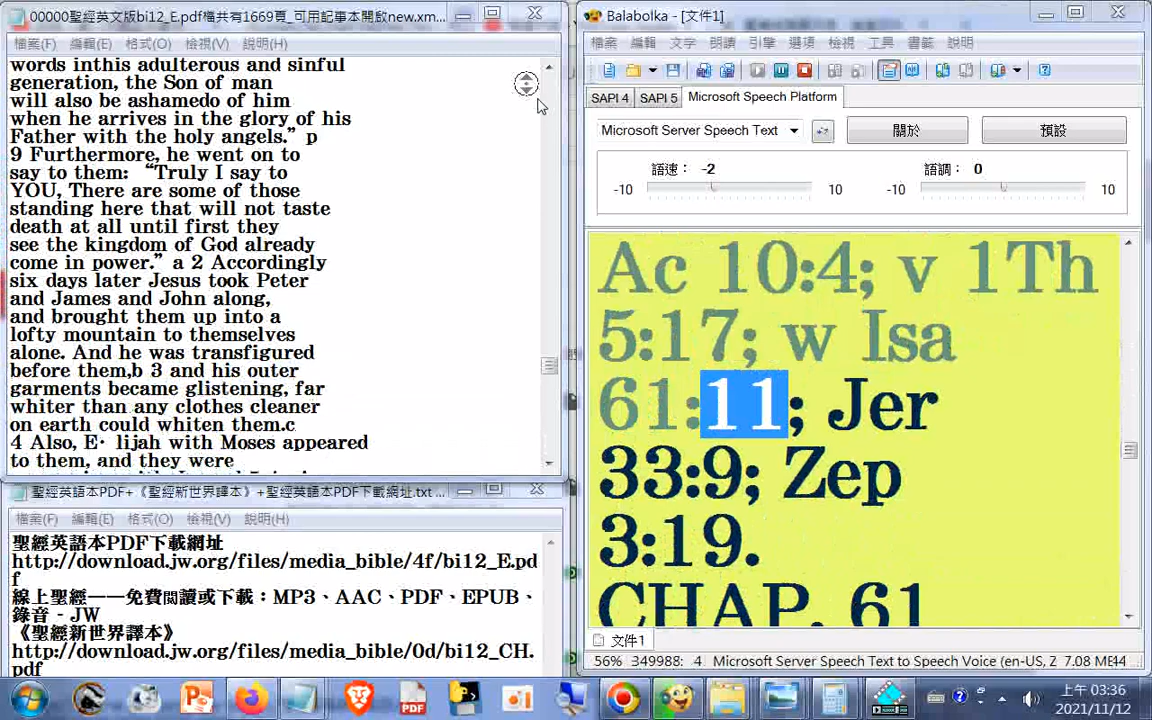 00000聖經英文版bi12_E.pdf檔共有1669頁_可用記事本開啟new.xm...
檔案(F) 編輯(E) 格式(O) 檢視(V) 說明(H)
words inthis adulterous and sinful
generation, the Son of man
will also be ashamedo of him
when he arrives in the glory of his
Father with the holy angels.” p
9 Furthermore, he went on to
say to them: “Truly I say to
YOU, There are some of those
standing here that will not taste
death at all until first they
see the kingdom of God already
come in power.” a 2 Accordingly
six days later Jesus took Peter
and James and John along,
and brought them up into a
lofty mountain to themselves
alone. And he was transfigured
before them,b 3 and his outer
garments became glistening, far
whiter than any clothes cleaner
on earth could whiten them.c
4 Also, E· lijah with Moses appeared
to them, and they were
聖經英語本PDF+《聖經新世界譯本》+聖經英語本PDF下載網址.txt ...
檔案(F) 編輯(E) 格式(O) 檢視(V) 說明(H)
聖經英語本PDF下載網址
http://download.jw.org/files/media_bible/4f/bi12_E.pd
f
線上聖經——免費閱讀或下載：MP3、AAC、PDF、EPUB、
錄音 - JW
《聖經新世界譯本》
http://download.jw.org/files/media_bible/0d/bi12_CH.
pdf
Balabolka - [文件1]
檔案 編輯 文字 朗讀 引擎 選項 檢視 工具 書籤 說明
SAPI 4 SAPI 5 Microsoft Speech Platform
Microsoft Server Speech Text 關於 預設
語速： -2 語調： 0
-10 10 -10 10
Ac 10:4; v 1Th
5:17; w Isa
61:11; Jer
33:9; Zep
3:19.
CHAP. 61
文件1
56% 349988: 4 Microsoft Server Speech Text to Speech Voice (en-US, Z 7.08 ME44
上午 03:36
2021/11/12